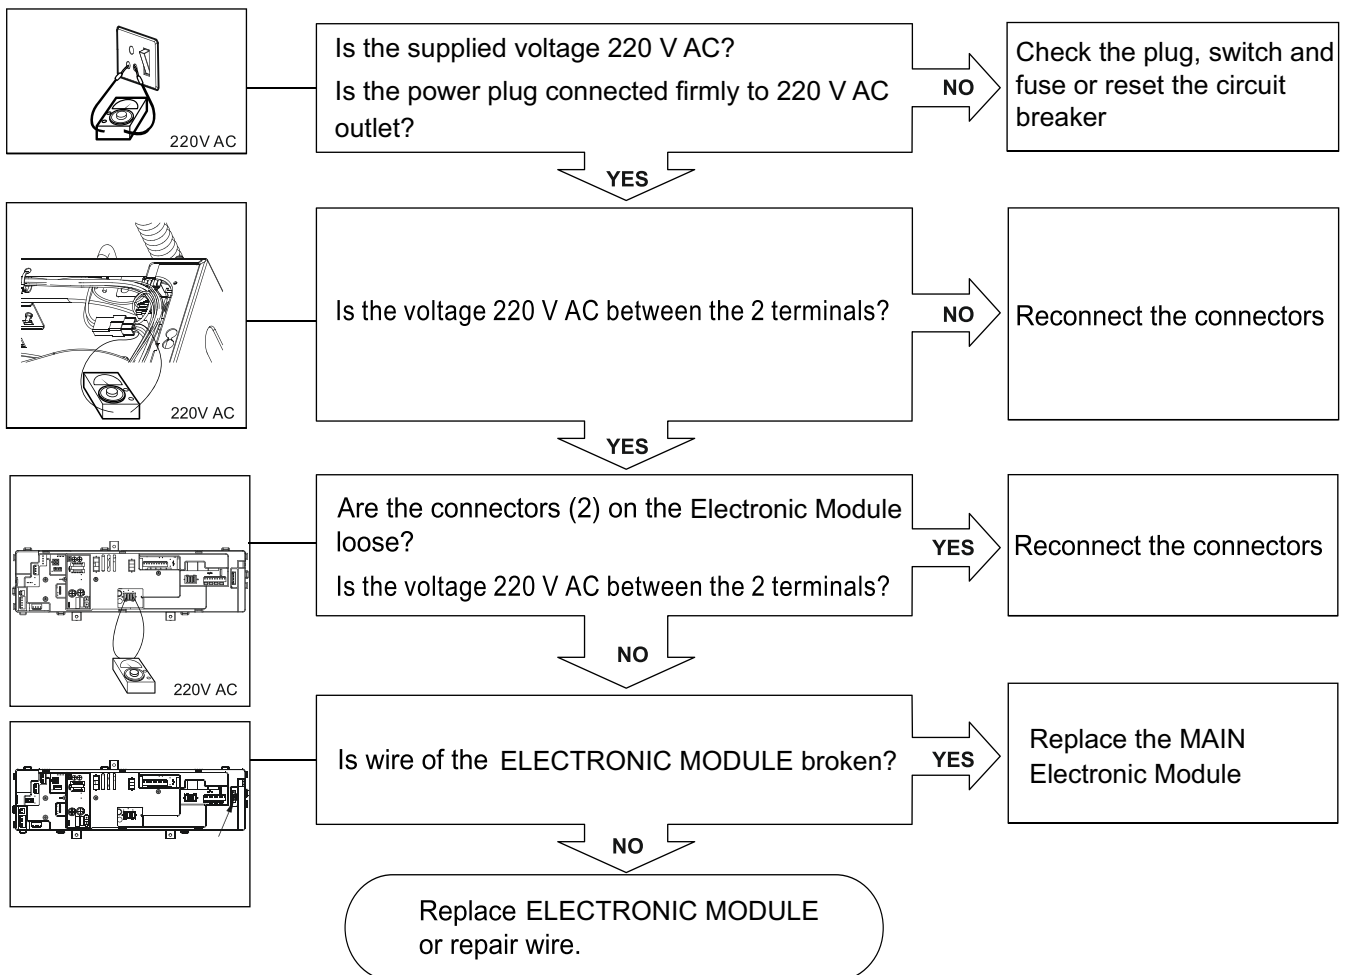 220V AC
Is the supplied voltage 220 V AC?
Is the power plug connected firmly to 220 V AC
outlet?
NO
Check the plug, switch and
fuse or reset the circuit
breaker
YES
220V AC
Is the voltage 220 V AC between the 2 terminals?
NO
Reconnect the connectors
YES
220V AC
Are the connectors (2) on the Electronic Module
loose?
Is the voltage 220 V AC between the 2 terminals?
YES
Reconnect the connectors
NO
Is wire of the ELECTRONIC MODULE broken?
YES
Replace the MAIN
Electronic Module
NO
Replace ELECTRONIC MODULE
or repair wire.